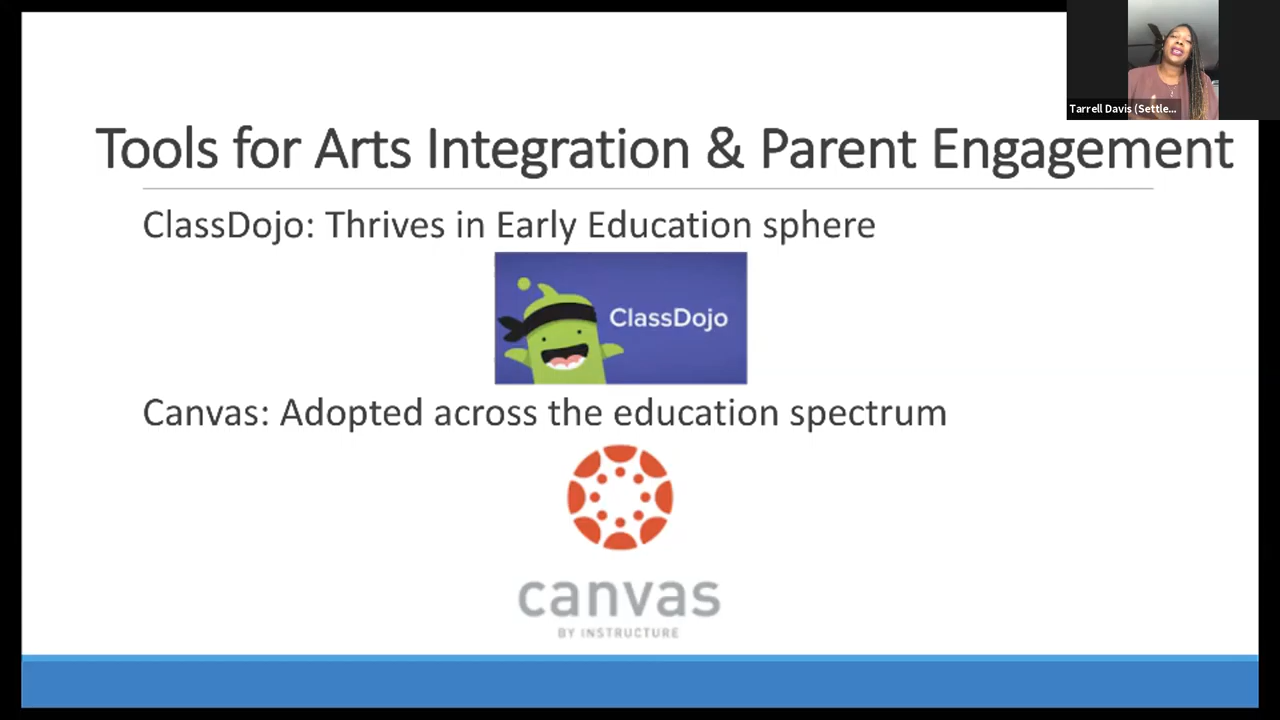 Tarrell Davis (Settle...
Tools for Arts Integration & Parent Engagement
ClassDojo: Thrives in Early Education sphere
ClassDojo
Canvas: Adopted across the education spectrum
canvas
BY INSTRUCTURE